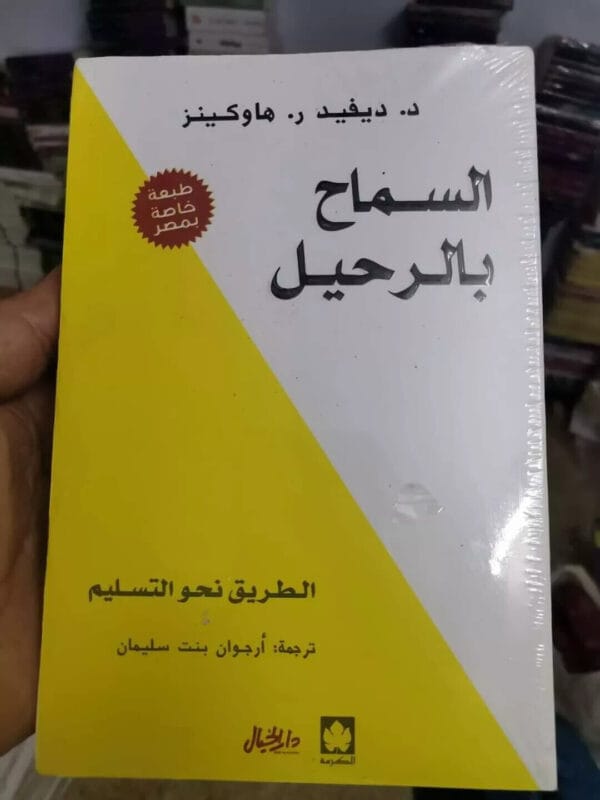 د. ديفيد ر. هاوكينز
السماح
بالرحيل
طبعة
خاصة
بمصر
الطريق نحو التسليم
ترجمة: أرجوان بنت سليمان
دار الخيال
الكرمة